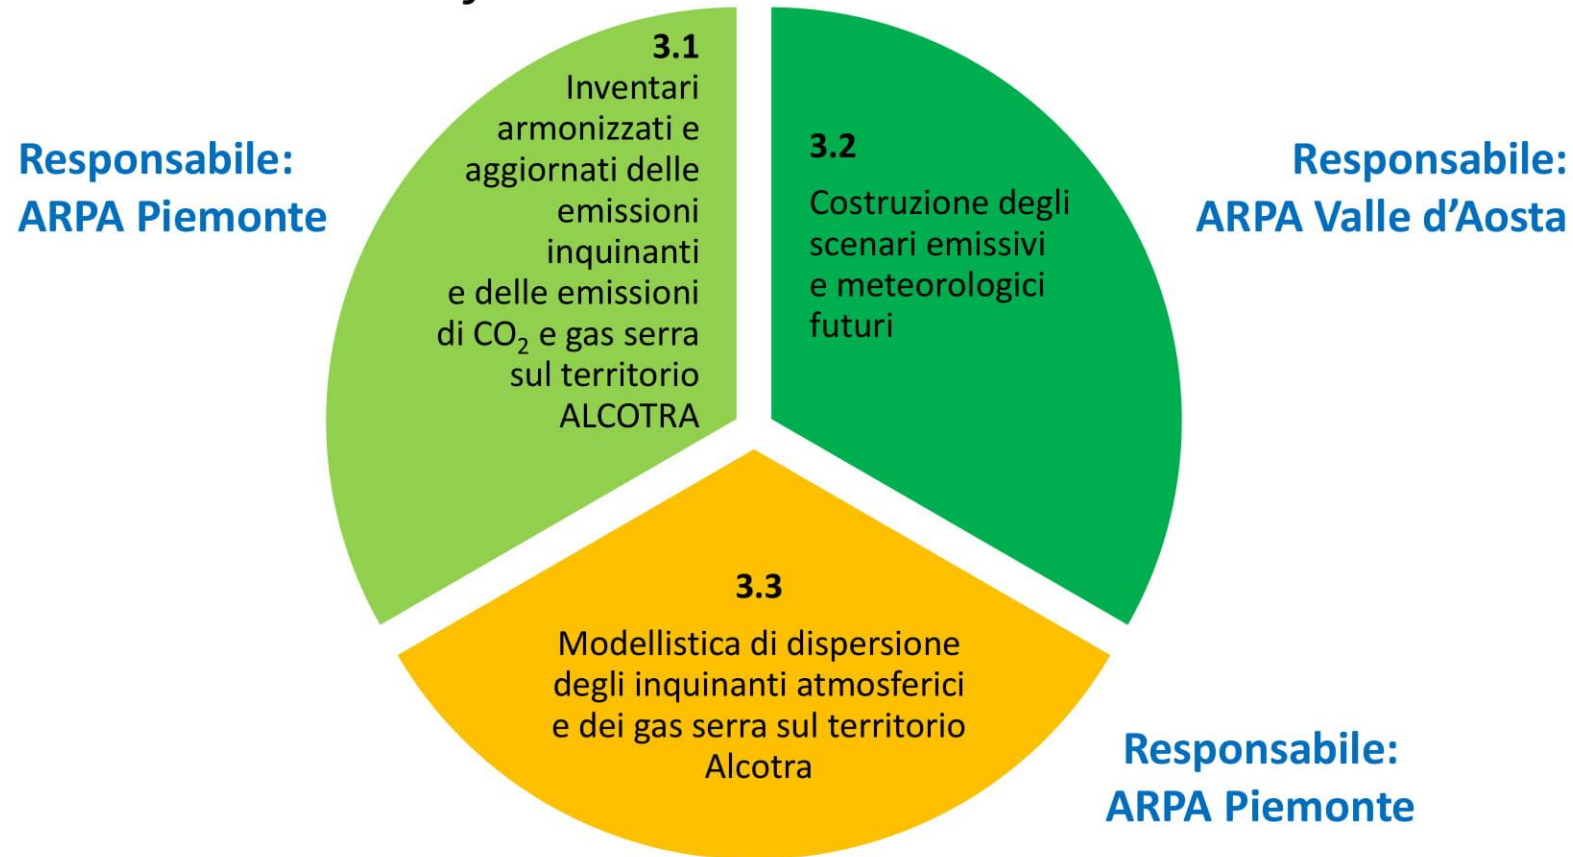 3.1
Inventari
armonizzati e
aggiornati delle
emissioni
inquinanti
e delle emissioni
di CO₂ e gas serra
sul territorio
ALCOTRA
Responsabile:
ARPA Piemonte
3.2
Costruzione degli
scenari emissivi
e meteorologici
futuri
Responsabile:
ARPA Valle d’Aosta
3.3
Modellistica di dispersione
degli inquinanti atmosferici
e dei gas serra sul territorio
Alcotra
Responsabile:
ARPA Piemonte